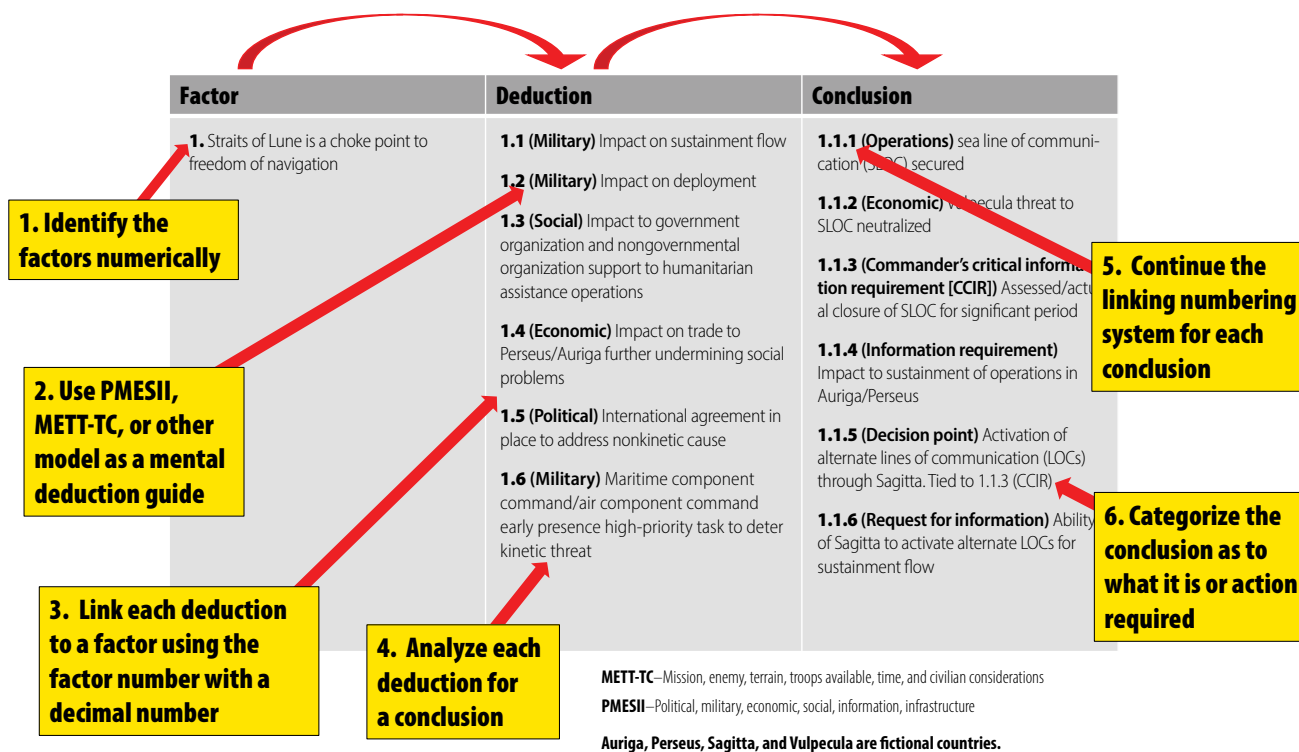 Factor
Deduction
Conclusion
1. Straits of Lune is a choke point to
freedom of navigation
1.1 (Military) Impact on sustainment flow
1.2 (Military) Impact on deployment
1.3 (Social) Impact to government
organization and nongovernmental
organization support to humanitarian
assistance operations
1.4 (Economic) Impact on trade to
Perseus/Auriga further undermining social
problems
1.5 (Political) International agreement in
place to address nonkinetic cause
1.6 (Military) Maritime component
command/air component command
early presence high-priority task to deter
kinetic threat
1.1.1 (Operations) sea line of communi-
cation (SLOC) secured
1.1.2 (Economic) Vulpecula threat to
SLOC neutralized
1.1.3 (Commander's critical informa-
tion requirement [CCIR]) Assessed/actu-
al closure of SLOC for significant period
1.1.4 (Information requirement)
Impact to sustainment of operations in
Auriga/Perseus
1.1.5 (Decision point) Activation of
alternate lines of communication (LOCs)
through Sagitta. Tied to 1.1.3 (CCIR)
1.1.6 (Request for information) Ability
of Sagitta to activate alternate LOCs for
sustainment flow
1. Identify the
factors numerically
2. Use PMESII,
METT-TC, or other
model as a mental
deduction guide
3. Link each deduction
to a factor using the
factor number with a
decimal number
4. Analyze each
deduction for
a conclusion
5. Continue the
linking numbering
system for each
conclusion
6. Categorize the
conclusion as to
what it is or action
required
METT-TC–Mission, enemy, terrain, troops available, time, and civilian considerations
PMESII–Political, military, economic, social, information, infrastructure
Auriga, Perseus, Sagitta, and Vulpecula are fictional countries.